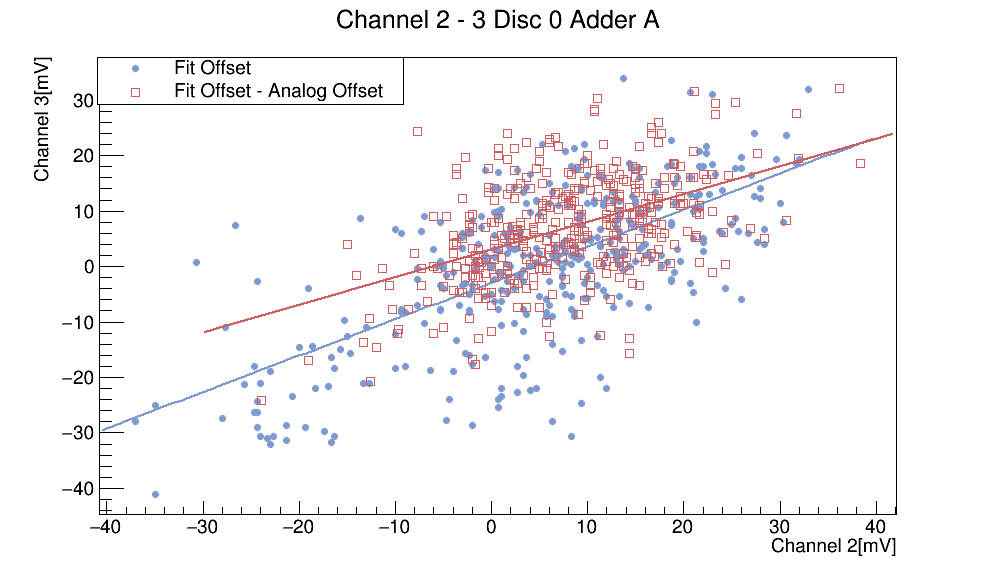 Channel 2 - 3 Disc 0 Adder A
Fit Offset
Fit Offset - Analog Offset
Channel 3[mV]
30
20
10
0
−10
−20
−30
−40
−40 −30 −20 −10 0 10 20 30 40
Channel 2[mV]